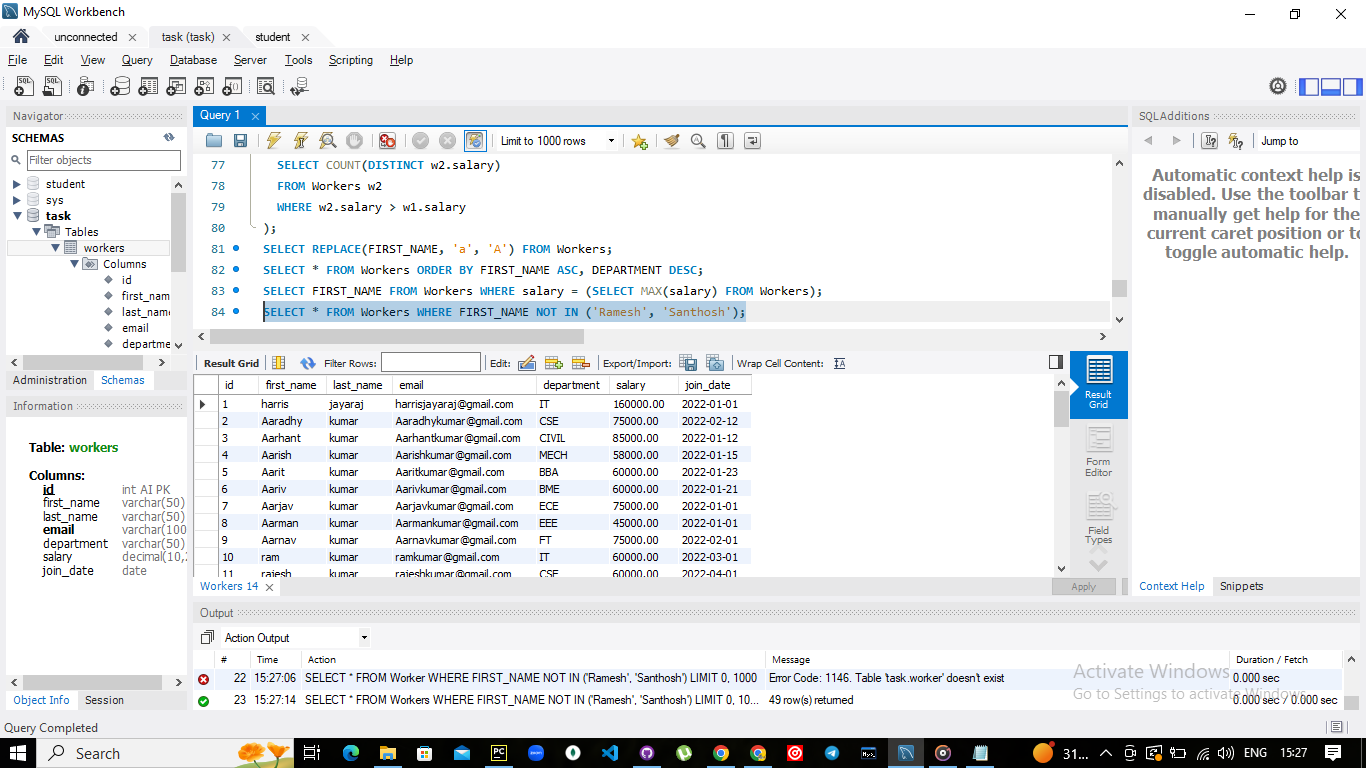 MySQL Workbench
unconnected
task (task)
student
File Edit View Query Database Server Tools Scripting Help
Navigator
SCHEMAS
Filter objects
student
sys
task
Tables
workers
Columns
id
first_nam
last_name
email
departme
Administration Schemas
Information
Table: workers
Columns:
id int AI PK
first_name varchar(50)
last_name varchar(50)
email varchar(100
department varchar(50)
salary decimal(10,
join_date date
Object Info Session
Query Completed
Query 1
Limit to 1000 rows
77 SELECT COUNT(DISTINCT w2.salary)
78 FROM Workers w2
79 WHERE w2.salary > w1.salary
80 );
81 SELECT REPLACE(FIRST_NAME, 'a', 'A') FROM Workers;
82 SELECT * FROM Workers ORDER BY FIRST_NAME ASC, DEPARTMENT DESC;
83 SELECT FIRST_NAME FROM Workers WHERE salary = (SELECT MAX(salary) FROM Workers);
84 SELECT * FROM Workers WHERE FIRST_NAME NOT IN ('Ramesh', 'Santhosh');
Result Grid Filter Rows: Edit: Export/Import: Wrap Cell Content:
id first_name last_name email department salary join_date
1 harris jayaraj harrisjayaraj@gmail.com IT 160000.00 2022-01-01
2 Aaradhy kumar Aaradhykumar@gmail.com CSE 75000.00 2022-02-12
3 Aarhant kumar Aarhantkumar@gmail.com CIVIL 85000.00 2022-01-12
4 Aarish kumar Aarishkumar@gmail.com MECH 58000.00 2022-01-15
5 Aarit kumar Aaritkumar@gmail.com BBA 60000.00 2022-01-23
6 Aariv kumar Aarivkumar@gmail.com BME 60000.00 2022-01-21
7 Aarjav kumar Aarjavkumar@gmail.com ECE 75000.00 2022-01-01
8 Aarman kumar Aarmankumar@gmail.com EEE 45000.00 2022-01-01
9 Aarnav kumar Aarnavkumar@gmail.com FT 75000.00 2022-02-01
10 ram kumar ramkumar@gmail.com IT 60000.00 2022-03-01
11 rajesh kumar rajeshkumar@gmail.com CSE 60000.00 2022-04-01
Result
Grid
Form
Editor
Field
Types
Workers 14
Apply
SQLAdditions
Jump to
Automatic context help is
disabled. Use the toolbar t
manually get help for the
current caret position or to
toggle automatic help.
Context Help Snippets
Output
Action Output
# Time Action Message Duration / Fetch
22 15:27:06 SELECT * FROM Worker WHERE FIRST_NAME NOT IN ('Ramesh', 'Santhosh') LIMIT 0, 1000 Error Code: 1146. Table 'task.worker' doesn't exist 0.000 sec
23 15:27:14 SELECT * FROM Workers WHERE FIRST_NAME NOT IN ('Ramesh', 'Santhosh') LIMIT 0, 10... 49 row(s) returned 0.000 sec / 0.000 sec
Activate Windows
Go to Settings to activate Windows.
Search
PC
31...
ENG
15:27